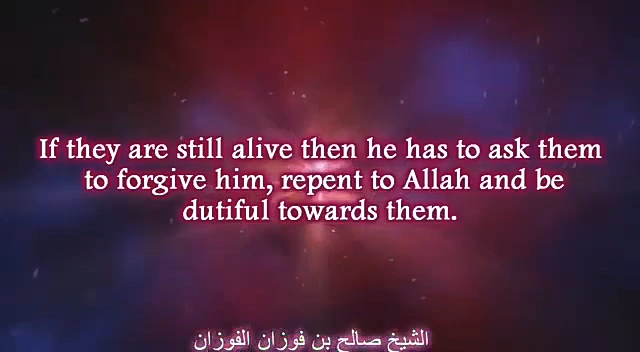 If they are still alive then he has to ask them
to forgive him, repent to Allah and be
dutiful towards them.
الشيخ صالح بن فوزان الفوزان